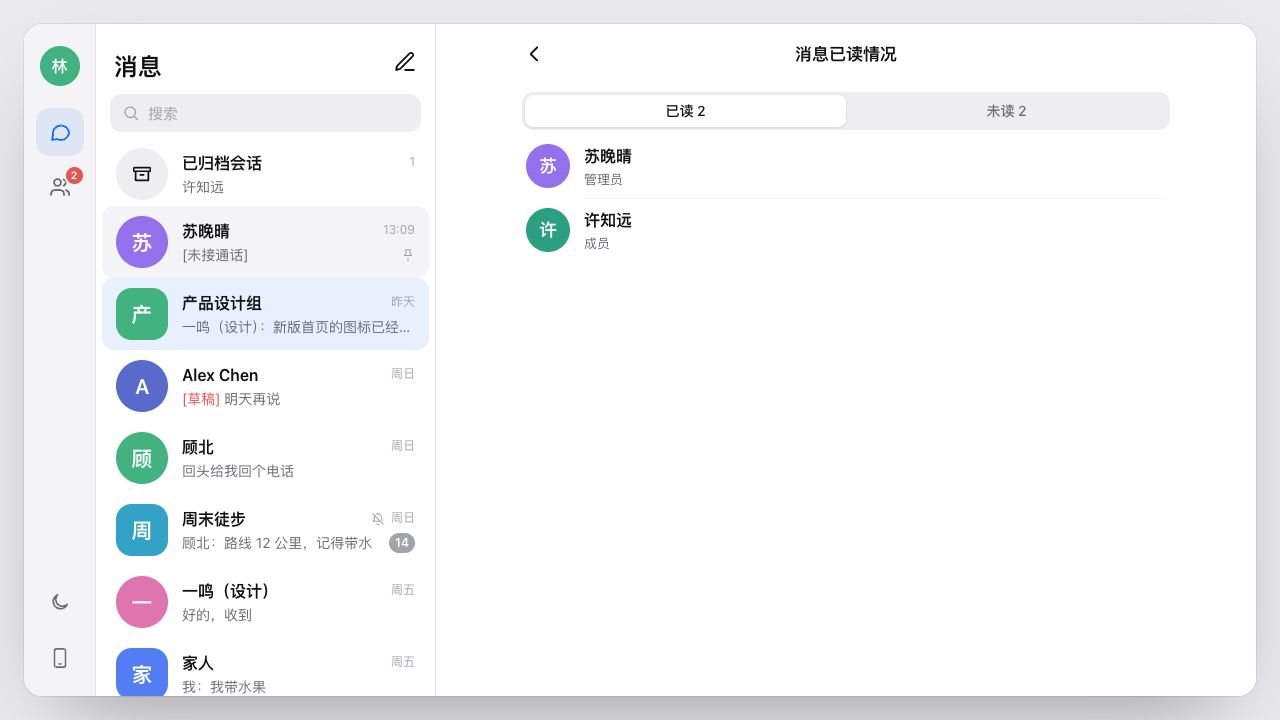 林
2
消息
搜索
已归档会话 1
许知远
苏
苏晚晴 13:09
[未接通话]
产
产品设计组 昨天
一鸣（设计）：新版首页的图标已经...
A
Alex Chen 周日
[草稿] 明天再说
顾
顾北 周日
回头给我回个电话
周
周末徒步 周日
顾北：路线 12 公里，记得带水 14
一
一鸣（设计） 周五
好的，收到
家
家人 周五
我：我带水果
消息已读情况
已读 2 未读 2
苏
苏晚晴
管理员
许
许知远
成员